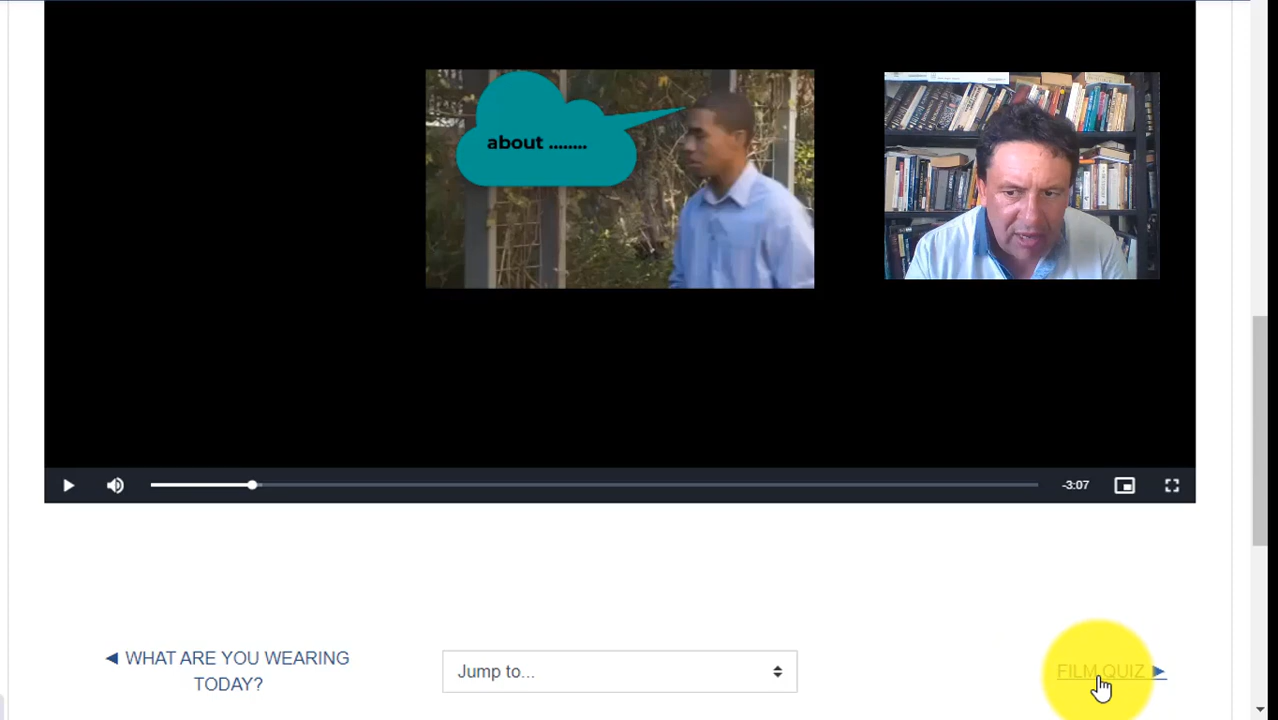 about ........
-3:07
◄ WHAT ARE YOU WEARING
TODAY?
Jump to...
FILM QUIZ ►